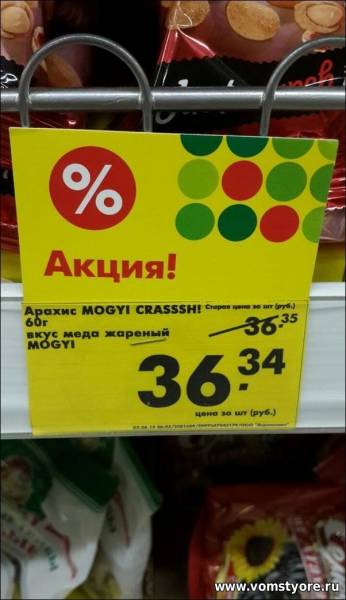 %
Акция!
Арахис MOGYI CRASSSH!
60г
вкус меда жареный
MOGYI
Старая цена за шт (руб.)
36.35
36.34
цена за шт (руб.)
www.vomstyore.ru